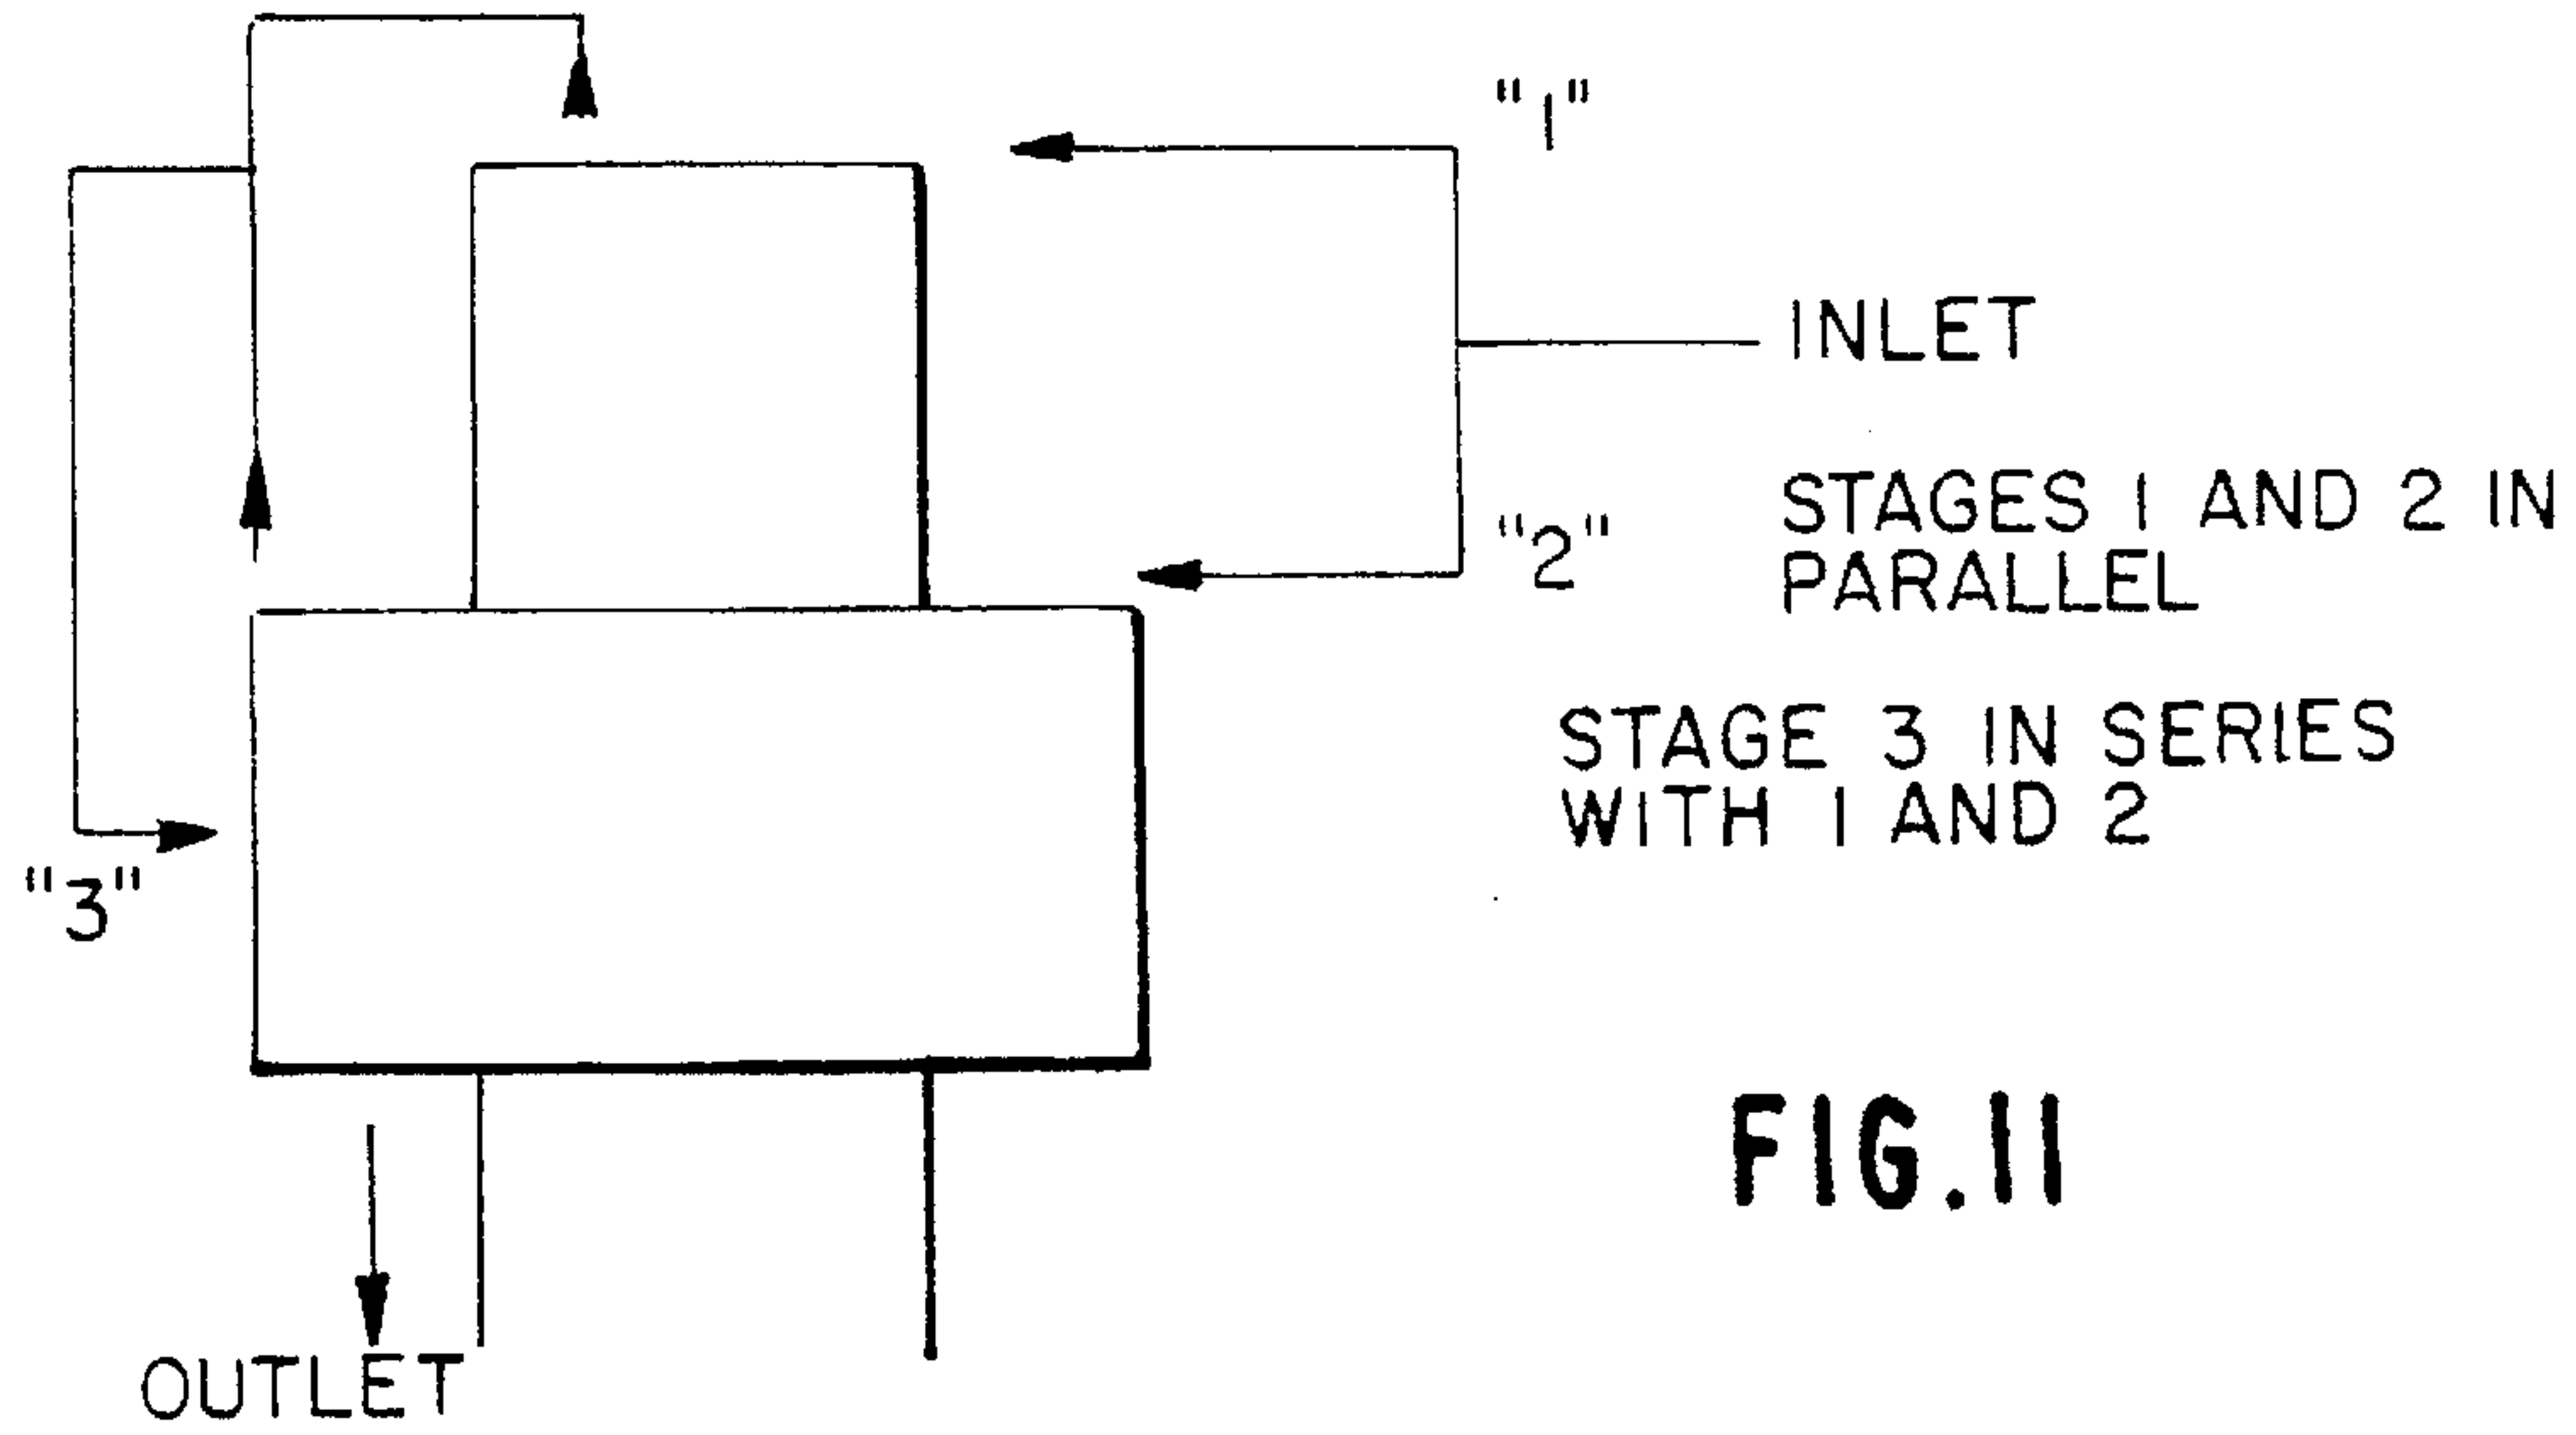 "1"
INLET
STAGES 1 AND 2 IN
PARALLEL
"2"
STAGE 3 IN SERIES
WITH 1 AND 2
"3"
FIG.11
OUTLET